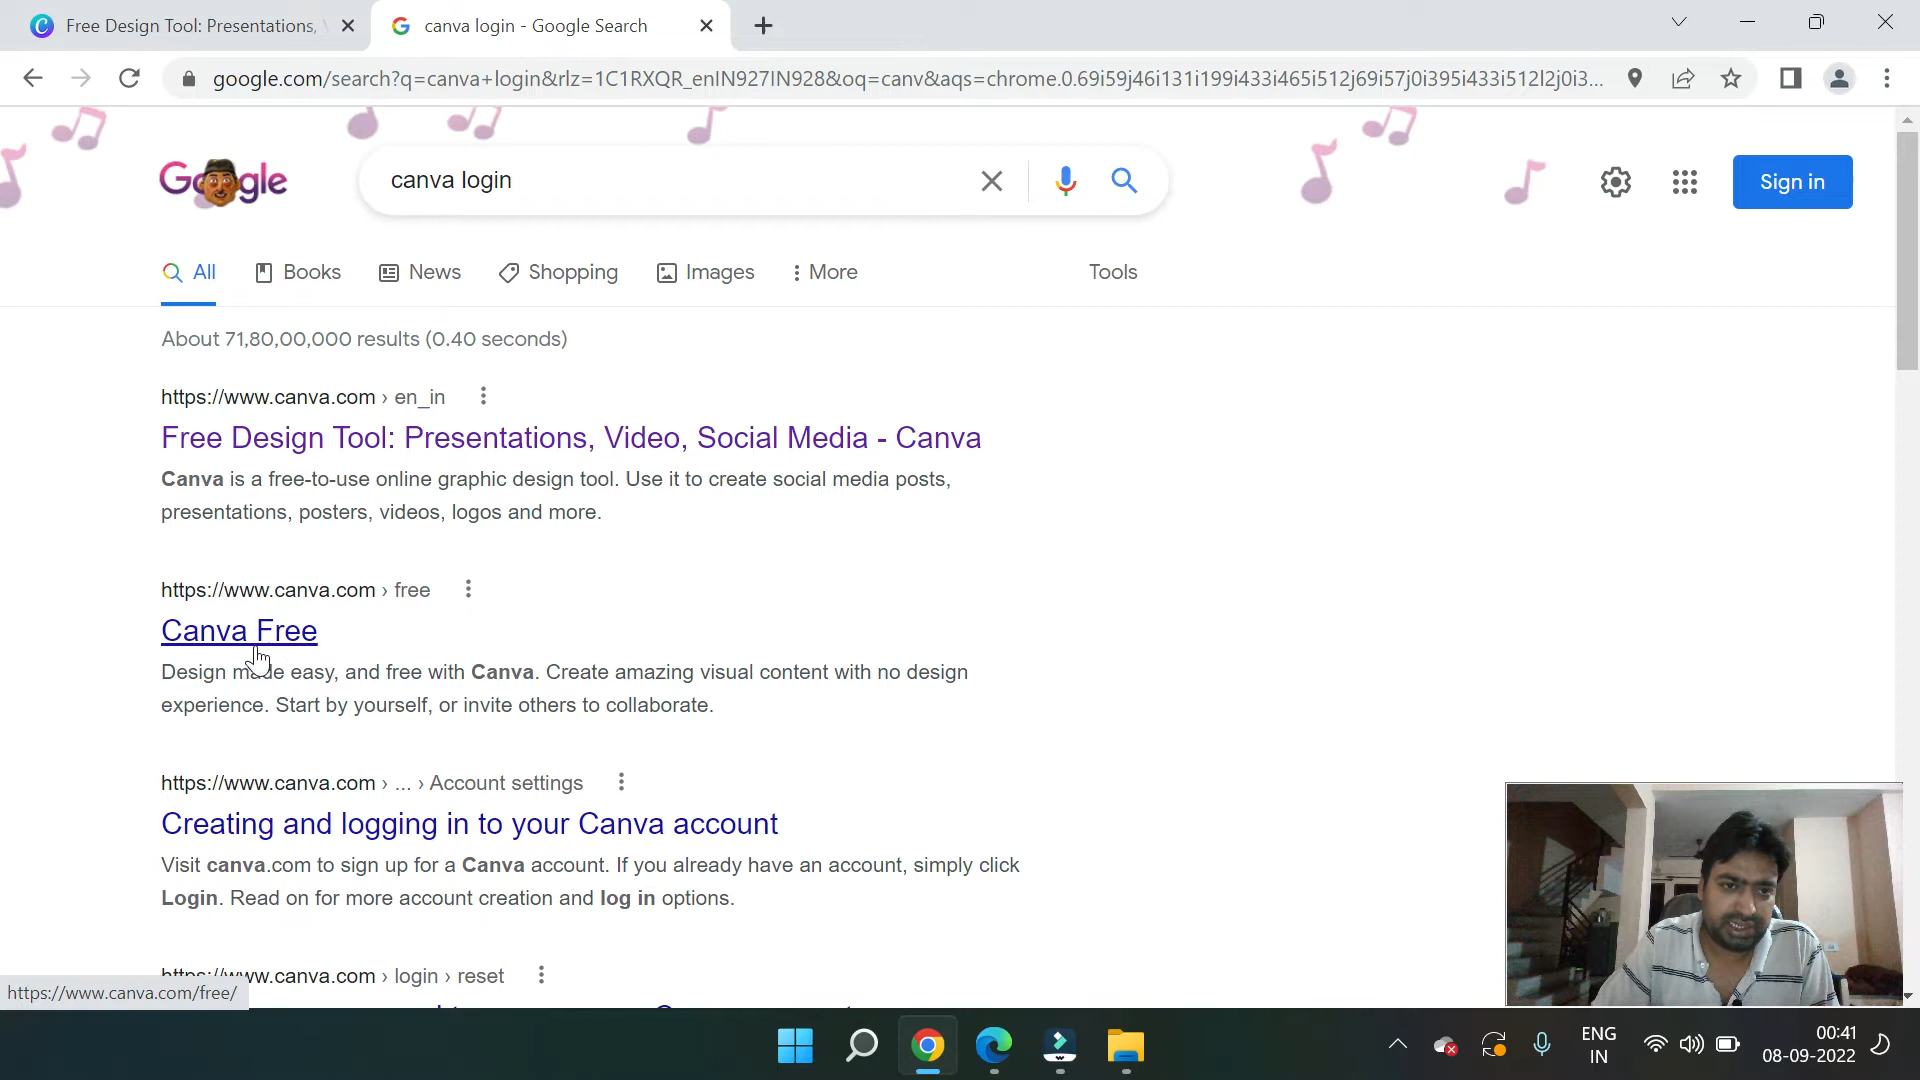 Free Design Tool: Presentations,
canva login - Google Search
google.com/search?q=canva+login&rlz=1C1RXQR_enIN927IN928&oq=canv&aqs=chrome.0.69i59j46i131i199i433i465i512j69i57j0i395i433i512l2j0i3...
Google
canva login
Sign in
All
Books
News
Shopping
Images
More
Tools
About 71,80,00,000 results (0.40 seconds)
https://www.canva.com › en_in
Free Design Tool: Presentations, Video, Social Media - Canva
Canva is a free-to-use online graphic design tool. Use it to create social media posts,
presentations, posters, videos, logos and more.
https://www.canva.com › free
Canva Free
Design made easy, and free with Canva. Create amazing visual content with no design
experience. Start by yourself, or invite others to collaborate.
https://www.canva.com › ... › Account settings
Creating and logging in to your Canva account
Visit canva.com to sign up for a Canva account. If you already have an account, simply click
Login. Read on for more account creation and log in options.
https://www.canva.com › login › reset
https://www.canva.com/free/
ENG
IN
00:41
08-09-2022